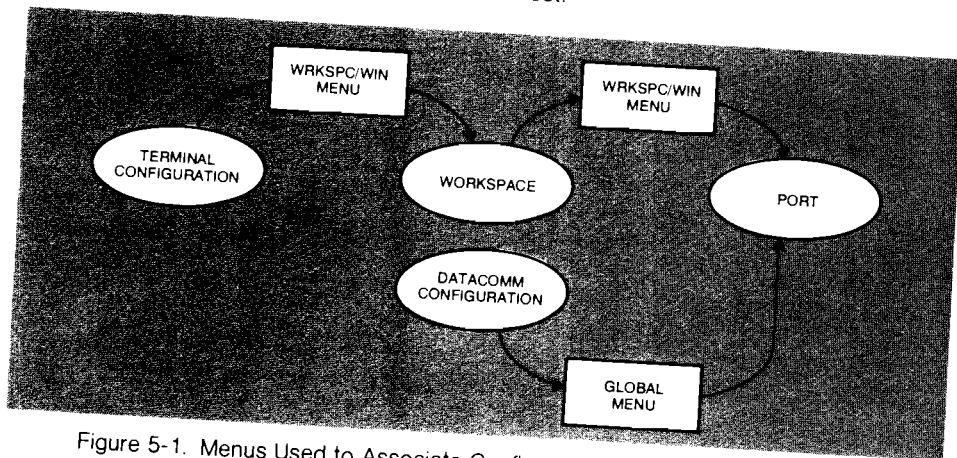 WRKSPC/WIN
MENU
WRKSPC/WIN
MENU
TERMINAL
CONFIGURATION
WORKSPACE
PORT
DATACOMM
CONFIGURATION
GLOBAL
MENU
Figure 5-1. Menus Used to Associate